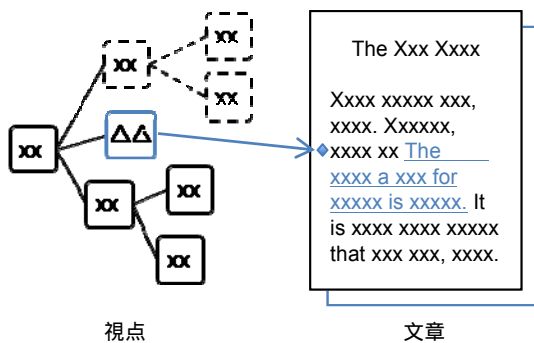 xx
xx
xx
xx
△△
xx
xx
xx
視点
The Xxx Xxxx
Xxxx xxxxx xxx,
xxxx. Xxxxxx,
xxxx xx The
xxxx a xxx for
xxxxx is xxxxx. It
is xxxx xxxx xxxxx
that xxx xxx, xxxx.
文章